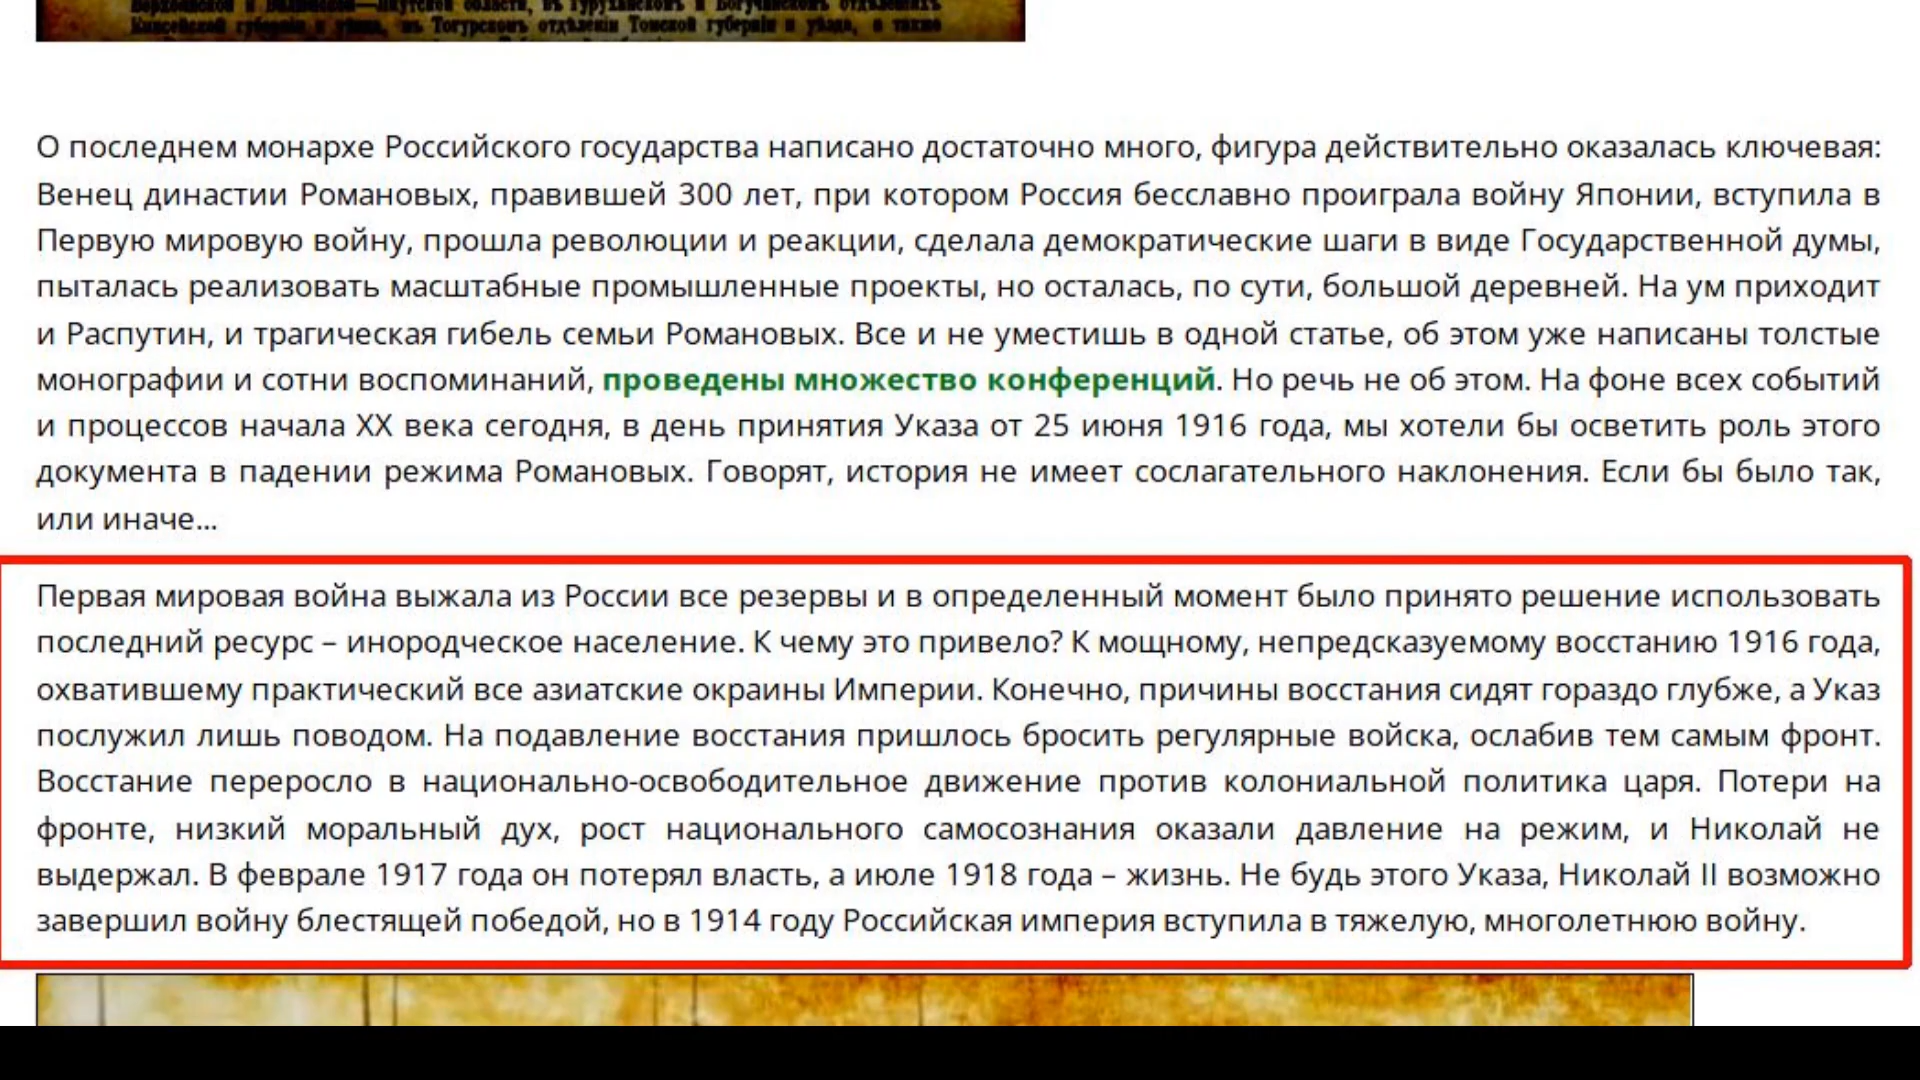 Киисейской губернии и уѣзда, въ Тогурскомъ отдѣленіи Томской губерніи и уѣзда, а также
О последнем монархе Российского государства написано достаточно много, фигура действительно оказалась ключевая:
Венец династии Романовых, правившей 300 лет, при котором Россия бесславно проиграла войну Японии, вступила в
Первую мировую войну, прошла революции и реакции, сделала демократические шаги в виде Государственной думы,
пыталась реализовать масштабные промышленные проекты, но осталась, по сути, большой деревней. На ум приходит
и Распутин, и трагическая гибель семьи Романовых. Все и не уместишь в одной статье, об этом уже написаны толстые
монографии и сотни воспоминаний, проведены множество конференций. Но речь не об этом. На фоне всех событий
и процессов начала XX века сегодня, в день принятия Указа от 25 июня 1916 года, мы хотели бы осветить роль этого
документа в падении режима Романовых. Говорят, история не имеет сослагательного наклонения. Если бы было так,
или иначе...
Первая мировая война выжала из России все резервы и в определенный момент было принято решение использовать
последний ресурс – инородческое население. К чему это привело? К мощному, непредсказуемому восстанию 1916 года,
охватившему практический все азиатские окраины Империи. Конечно, причины восстания сидят гораздо глубже, а Указ
послужил лишь поводом. На подавление восстания пришлось бросить регулярные войска, ослабив тем самым фронт.
Восстание переросло в национально-освободительное движение против колониальной политика царя. Потери на
фронте, низкий моральный дух, рост национального самосознания оказали давление на режим, и Николай не
выдержал. В феврале 1917 года он потерял власть, а июле 1918 года – жизнь. Не будь этого Указа, Николай II возможно
завершил войну блестящей победой, но в 1914 году Российская империя вступила в тяжелую, многолетнюю войну.